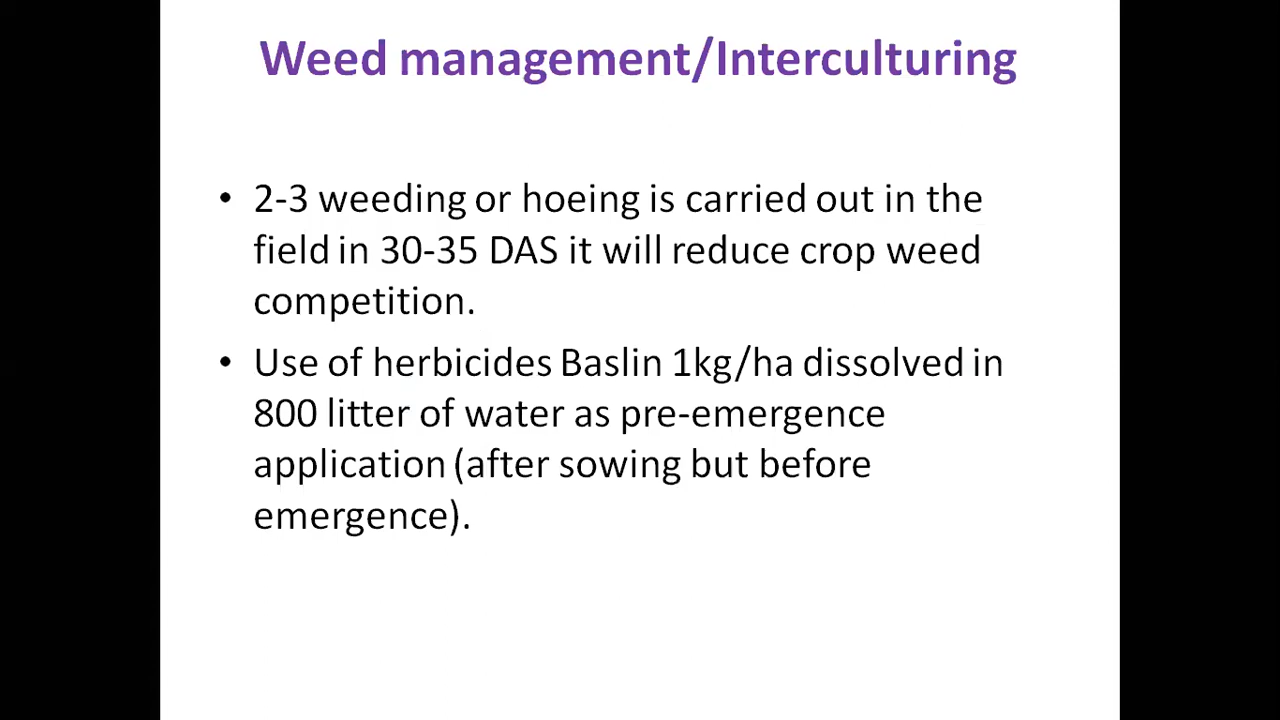 Weed management/Interculturing
• 2-3 weeding or hoeing is carried out in the
field in 30-35 DAS it will reduce crop weed
competition.
• Use of herbicides Baslin 1kg/ha dissolved in
800 litter of water as pre-emergence
application (after sowing but before
emergence).